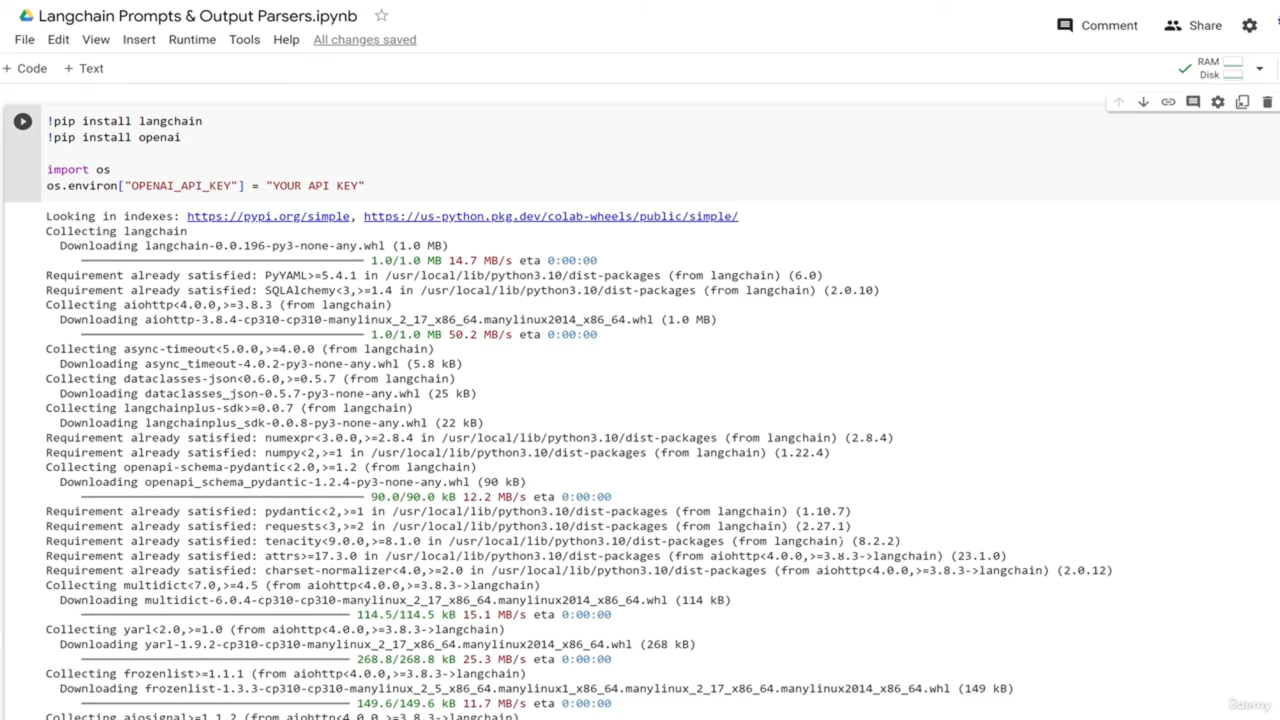 Langchain Prompts & Output Parsers.ipynb
Comment
Share
File Edit View Insert Runtime Tools Help All changes saved
+ Code + Text
RAM
Disk
!pip install langchain
!pip install openai
import os
os.environ["OPENAI_API_KEY"] = "YOUR API KEY"
Looking in indexes: https://pypi.org/simple, https://us-python.pkg.dev/colab-wheels/public/simple/
Collecting langchain
Downloading langchain-0.0.196-py3-none-any.whl (1.0 MB)
1.0/1.0 MB 14.7 MB/s eta 0:00:00
Requirement already satisfied: PyYAML>=5.4.1 in /usr/local/lib/python3.10/dist-packages (from langchain) (6.0)
Requirement already satisfied: SQLAlchemy<3,>=1.4 in /usr/local/lib/python3.10/dist-packages (from langchain) (2.0.10)
Collecting aiohttp<4.0.0,>=3.8.3 (from langchain)
Downloading aiohttp-3.8.4-cp310-cp310-manylinux_2_17_x86_64.manylinux2014_x86_64.whl (1.0 MB)
1.0/1.0 MB 50.2 MB/s eta 0:00:00
Collecting async-timeout<5.0.0,>=4.0.0 (from langchain)
Downloading async_timeout-4.0.2-py3-none-any.whl (5.8 kB)
Collecting dataclasses-json<0.6.0,>=0.5.7 (from langchain)
Downloading dataclasses_json-0.5.7-py3-none-any.whl (25 kB)
Collecting langchainplus-sdk>=0.0.7 (from langchain)
Downloading langchainplus_sdk-0.0.8-py3-none-any.whl (22 kB)
Requirement already satisfied: numexpr<3.0.0,>=2.8.4 in /usr/local/lib/python3.10/dist-packages (from langchain) (2.8.4)
Requirement already satisfied: numpy<2,>=1 in /usr/local/lib/python3.10/dist-packages (from langchain) (1.22.4)
Collecting openapi-schema-pydantic<2.0,>=1.2 (from langchain)
Downloading openapi_schema_pydantic-1.2.4-py3-none-any.whl (90 kB)
90.0/90.0 kB 12.2 MB/s eta 0:00:00
Requirement already satisfied: pydantic<2,>=1 in /usr/local/lib/python3.10/dist-packages (from langchain) (1.10.7)
Requirement already satisfied: requests<3,>=2 in /usr/local/lib/python3.10/dist-packages (from langchain) (2.27.1)
Requirement already satisfied: tenacity<9.0.0,>=8.1.0 in /usr/local/lib/python3.10/dist-packages (from langchain) (8.2.2)
Requirement already satisfied: attrs>=17.3.0 in /usr/local/lib/python3.10/dist-packages (from aiohttp<4.0.0,>=3.8.3->langchain) (23.1.0)
Requirement already satisfied: charset-normalizer<4.0,>=2.0 in /usr/local/lib/python3.10/dist-packages (from aiohttp<4.0.0,>=3.8.3->langchain) (2.0.12)
Collecting multidict<7.0,>=4.5 (from aiohttp<4.0.0,>=3.8.3->langchain)
Downloading multidict-6.0.4-cp310-cp310-manylinux_2_17_x86_64.manylinux2014_x86_64.whl (114 kB)
114.5/114.5 kB 15.1 MB/s eta 0:00:00
Collecting yarl<2.0,>=1.0 (from aiohttp<4.0.0,>=3.8.3->langchain)
Downloading yarl-1.9.2-cp310-cp310-manylinux_2_17_x86_64.manylinux2014_x86_64.whl (268 kB)
268.8/268.8 kB 25.3 MB/s eta 0:00:00
Collecting frozenlist>=1.1.1 (from aiohttp<4.0.0,>=3.8.3->langchain)
Downloading frozenlist-1.3.3-cp310-cp310-manylinux_2_5_x86_64.manylinux1_x86_64.manylinux_2_17_x86_64.manylinux2014_x86_64.whl (149 kB)
149.6/149.6 kB 11.7 MB/s eta 0:00:00
Collecting aiosignal>=1.1.2 (from aiohttp<4.0.0,>=3.8.3->langchain)
ûdemy